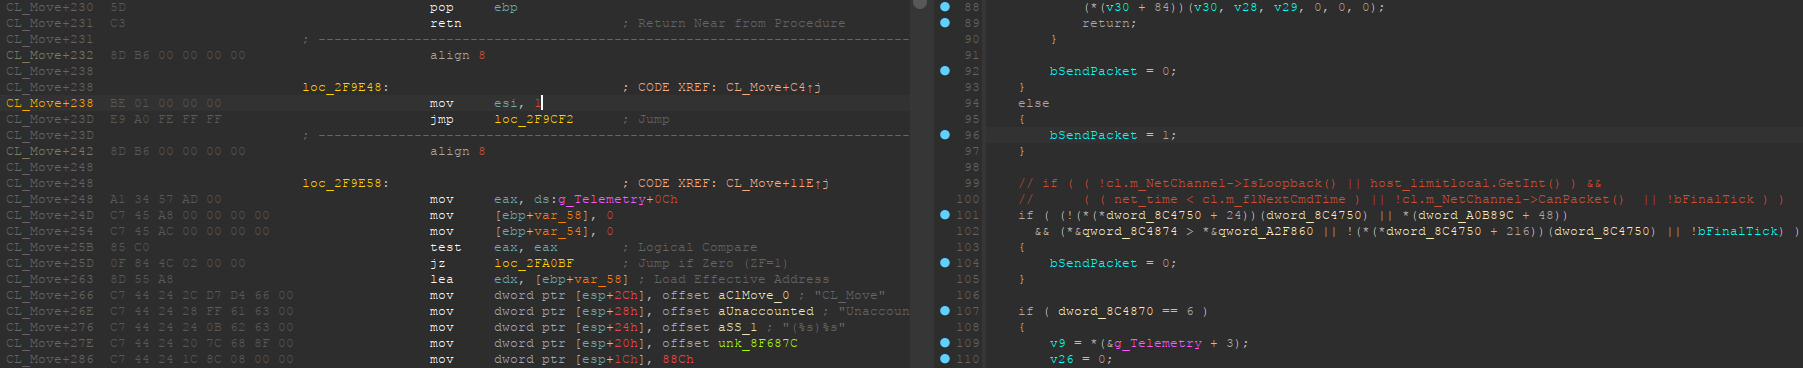 CL_Move+230 5D pop ebp
CL_Move+231 C3 retn ; Return Near from Procedure
CL_Move+231 ; ---------------------------------------------------------------------------
CL_Move+232 8D B6 00 00 00 00 align 8
CL_Move+238
CL_Move+238 loc_2F9E48: ; CODE XREF: CL_Move+C4↑j
CL_Move+238 BE 01 00 00 00 mov esi, 1
CL_Move+23D E9 A0 FE FF FF jmp loc_2F9CF2 ; Jump
CL_Move+23D ; ---------------------------------------------------------------------------
CL_Move+242 8D B6 00 00 00 00 align 8
CL_Move+248
CL_Move+248 loc_2F9E58: ; CODE XREF: CL_Move+11E↑j
CL_Move+248 A1 34 57 AD 00 mov eax, ds:g_Telemetry+0Ch
CL_Move+24D C7 45 A8 00 00 00 00 mov [ebp+var_58], 0
CL_Move+254 C7 45 AC 00 00 00 00 mov [ebp+var_54], 0
CL_Move+25B 85 C0 test eax, eax ; Logical Compare
CL_Move+25D 0F 84 4C 02 00 00 jz loc_2FA0BF ; Jump if Zero (ZF=1)
CL_Move+263 8D 55 A8 lea edx, [ebp+var_58] ; Load Effective Address
CL_Move+266 C7 44 24 2C D7 D4 66 00 mov dword ptr [esp+2Ch], offset aClMove_0 ; "CL_Move"
CL_Move+26E C7 44 24 28 FF 61 63 00 mov dword ptr [esp+28h], offset aUnaccounted ; "Unaccoun
CL_Move+276 C7 44 24 24 0B 62 63 00 mov dword ptr [esp+24h], offset aSS_1 ; "(%s)%s"
CL_Move+27E C7 44 24 20 7C 68 8F 00 mov dword ptr [esp+20h], offset unk_8F687C
CL_Move+286 C7 44 24 1C 8C 08 00 00 mov dword ptr [esp+1Ch], 88Ch
88 (*(v30 + 84))(v30, v28, v29, 0, 0, 0);
89 return;
90 }
91
92 bSendPacket = 0;
93 }
94 else
95 {
96 bSendPacket = 1;
97 }
98
99 // if ( ( !cl.m_NetChannel->IsLoopback() || host_limitlocal.GetInt() ) &&
100 // ( ( net_time < cl.m_flNextCmdTime ) || !cl.m_NetChannel->CanPacket() || !bFinalTick ) )
101 if ( (!(*(*dword_8C4750 + 24))(dword_8C4750) || *(dword_A0B89C + 48))
102 && (*&qword_8C4874 > *&qword_A2F860 || !(*(*dword_8C4750 + 216))(dword_8C4750) || !bFinalTick) )
103 {
104 bSendPacket = 0;
105 }
106
107 if ( dword_8C4870 == 6 )
108 {
109 v9 = *(&g_Telemetry + 3);
110 v26 = 0;